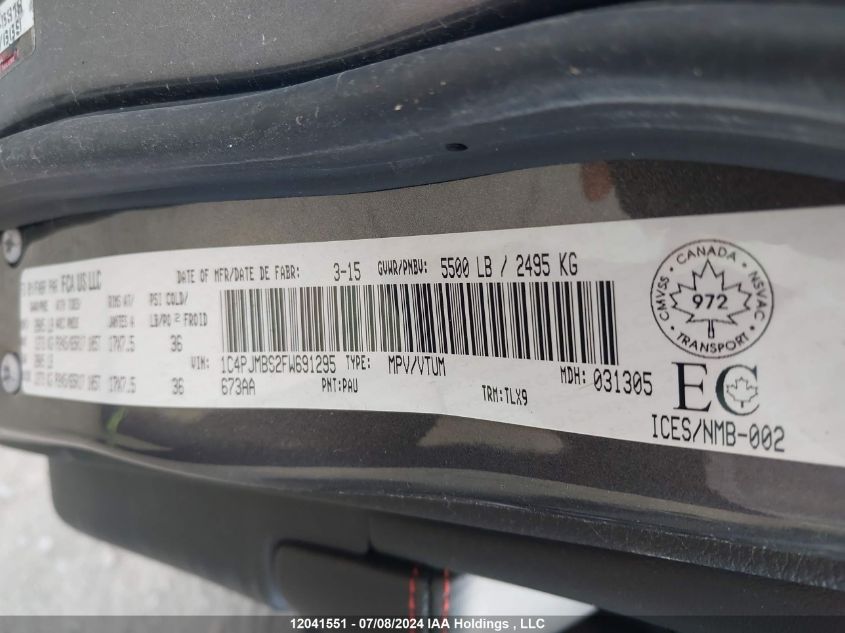 FCA US LLC
DATE OF MFR/DATE DE FABR: 3-15 GVWR/PNBV: 5500 LB / 2495 KG
RIMS AT/ PSI COLD/
JANTES A LB/PO 2 FROID
17X7.5 36
17X7.5 36
VIN: 1C4PJMBS2FW691295 TYPE: MPV/VTUM MDH: 031305
673AA PNT:PAU TRM:TLX9
CANADA
CMVSS NSVAC
972
TRANSPORT
EC
ICES/NMB-002
12041551 - 07/08/2024 IAA Holdings , LLC